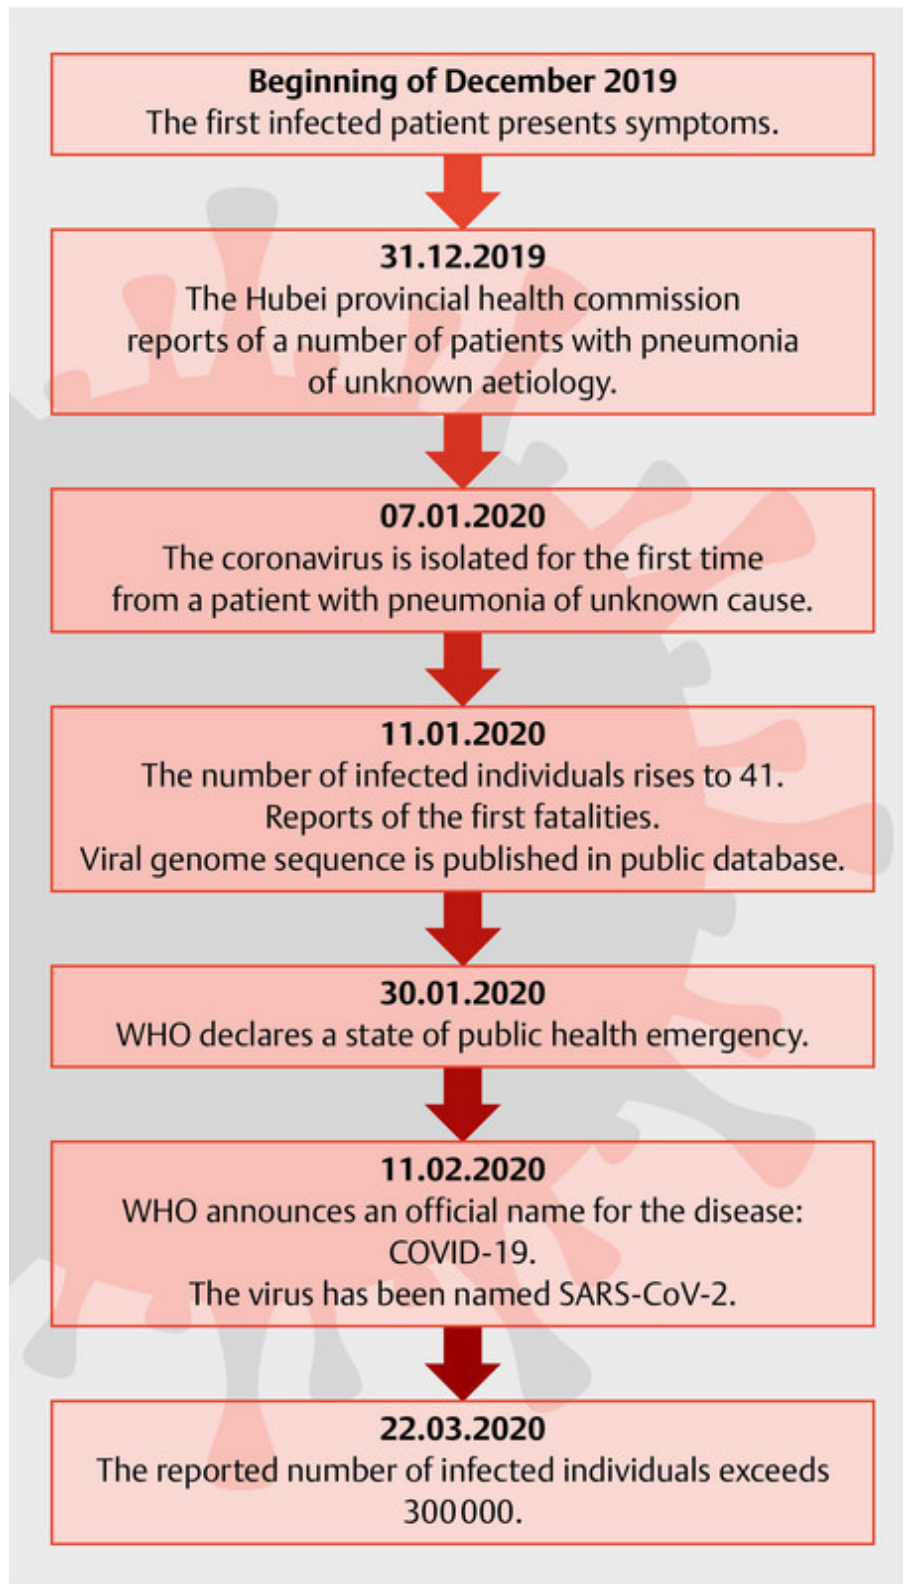 Beginning of December 2019
The first infected patient presents symptoms.
31.12.2019
The Hubei provincial health commission
reports of a number of patients with pneumonia
of unknown aetiology.
07.01.2020
The coronavirus is isolated for the first time
from a patient with pneumonia of unknown cause.
11.01.2020
The number of infected individuals rises to 41.
Reports of the first fatalities.
Viral genome sequence is published in public database.
30.01.2020
WHO declares a state of public health emergency.
11.02.2020
WHO announces an official name for the disease:
COVID-19.
The virus has been named SARS-CoV-2.
22.03.2020
The reported number of infected individuals exceeds
300 000.